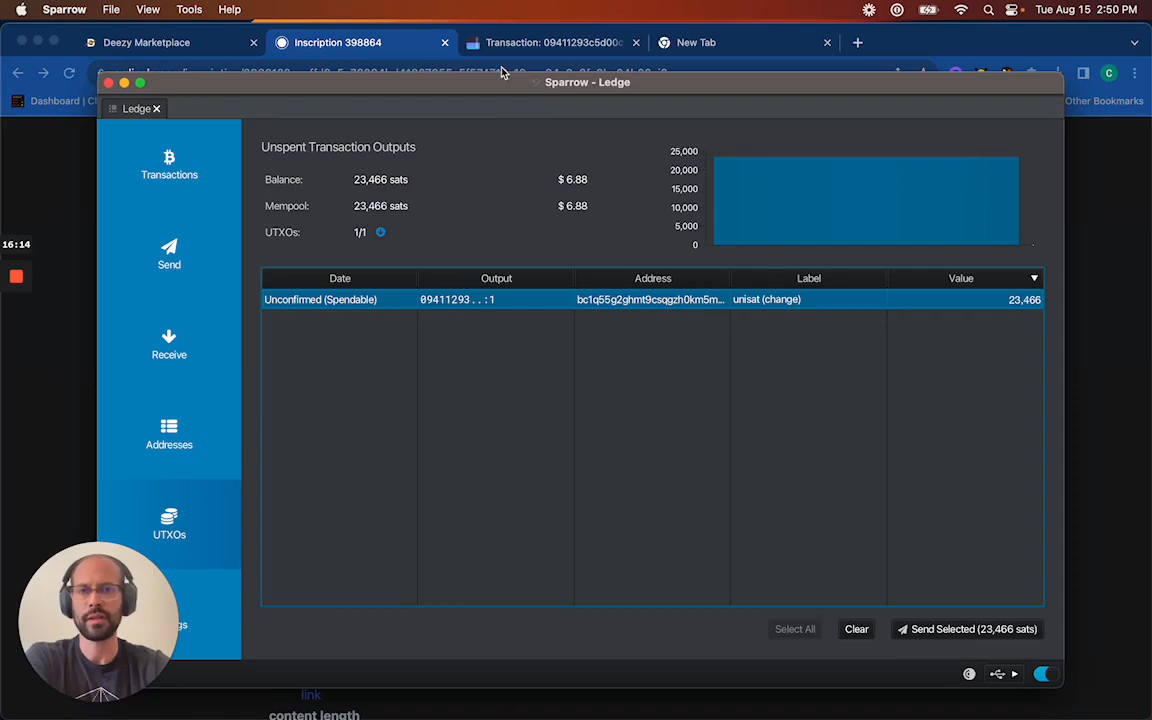 Sparrow File View Tools Help Tue Aug 15 2:50 PM
Deezy Marketplace Inscription 398864 Transaction: 09411293c5d00c New Tab
Dashboard | C Other Bookmarks C
Sparrow - Ledge
Ledge
Unspent Transaction Outputs
Balance: 23,466 sats $ 6.88
Mempool: 23,466 sats $ 6.88
UTXOs: 1/1
25,000
20,000
15,000
10,000
5,000
0
Transactions
Send
Receive
Addresses
UTXOs
gs
16:14
Date Output Address Label Value
Unconfirmed (Spendable) 09411293..:1 bc1q55g2ghmt9csqgzh0km5m... unisat (change) 23,466
Select All Clear Send Selected (23,466 sats)
link
content length